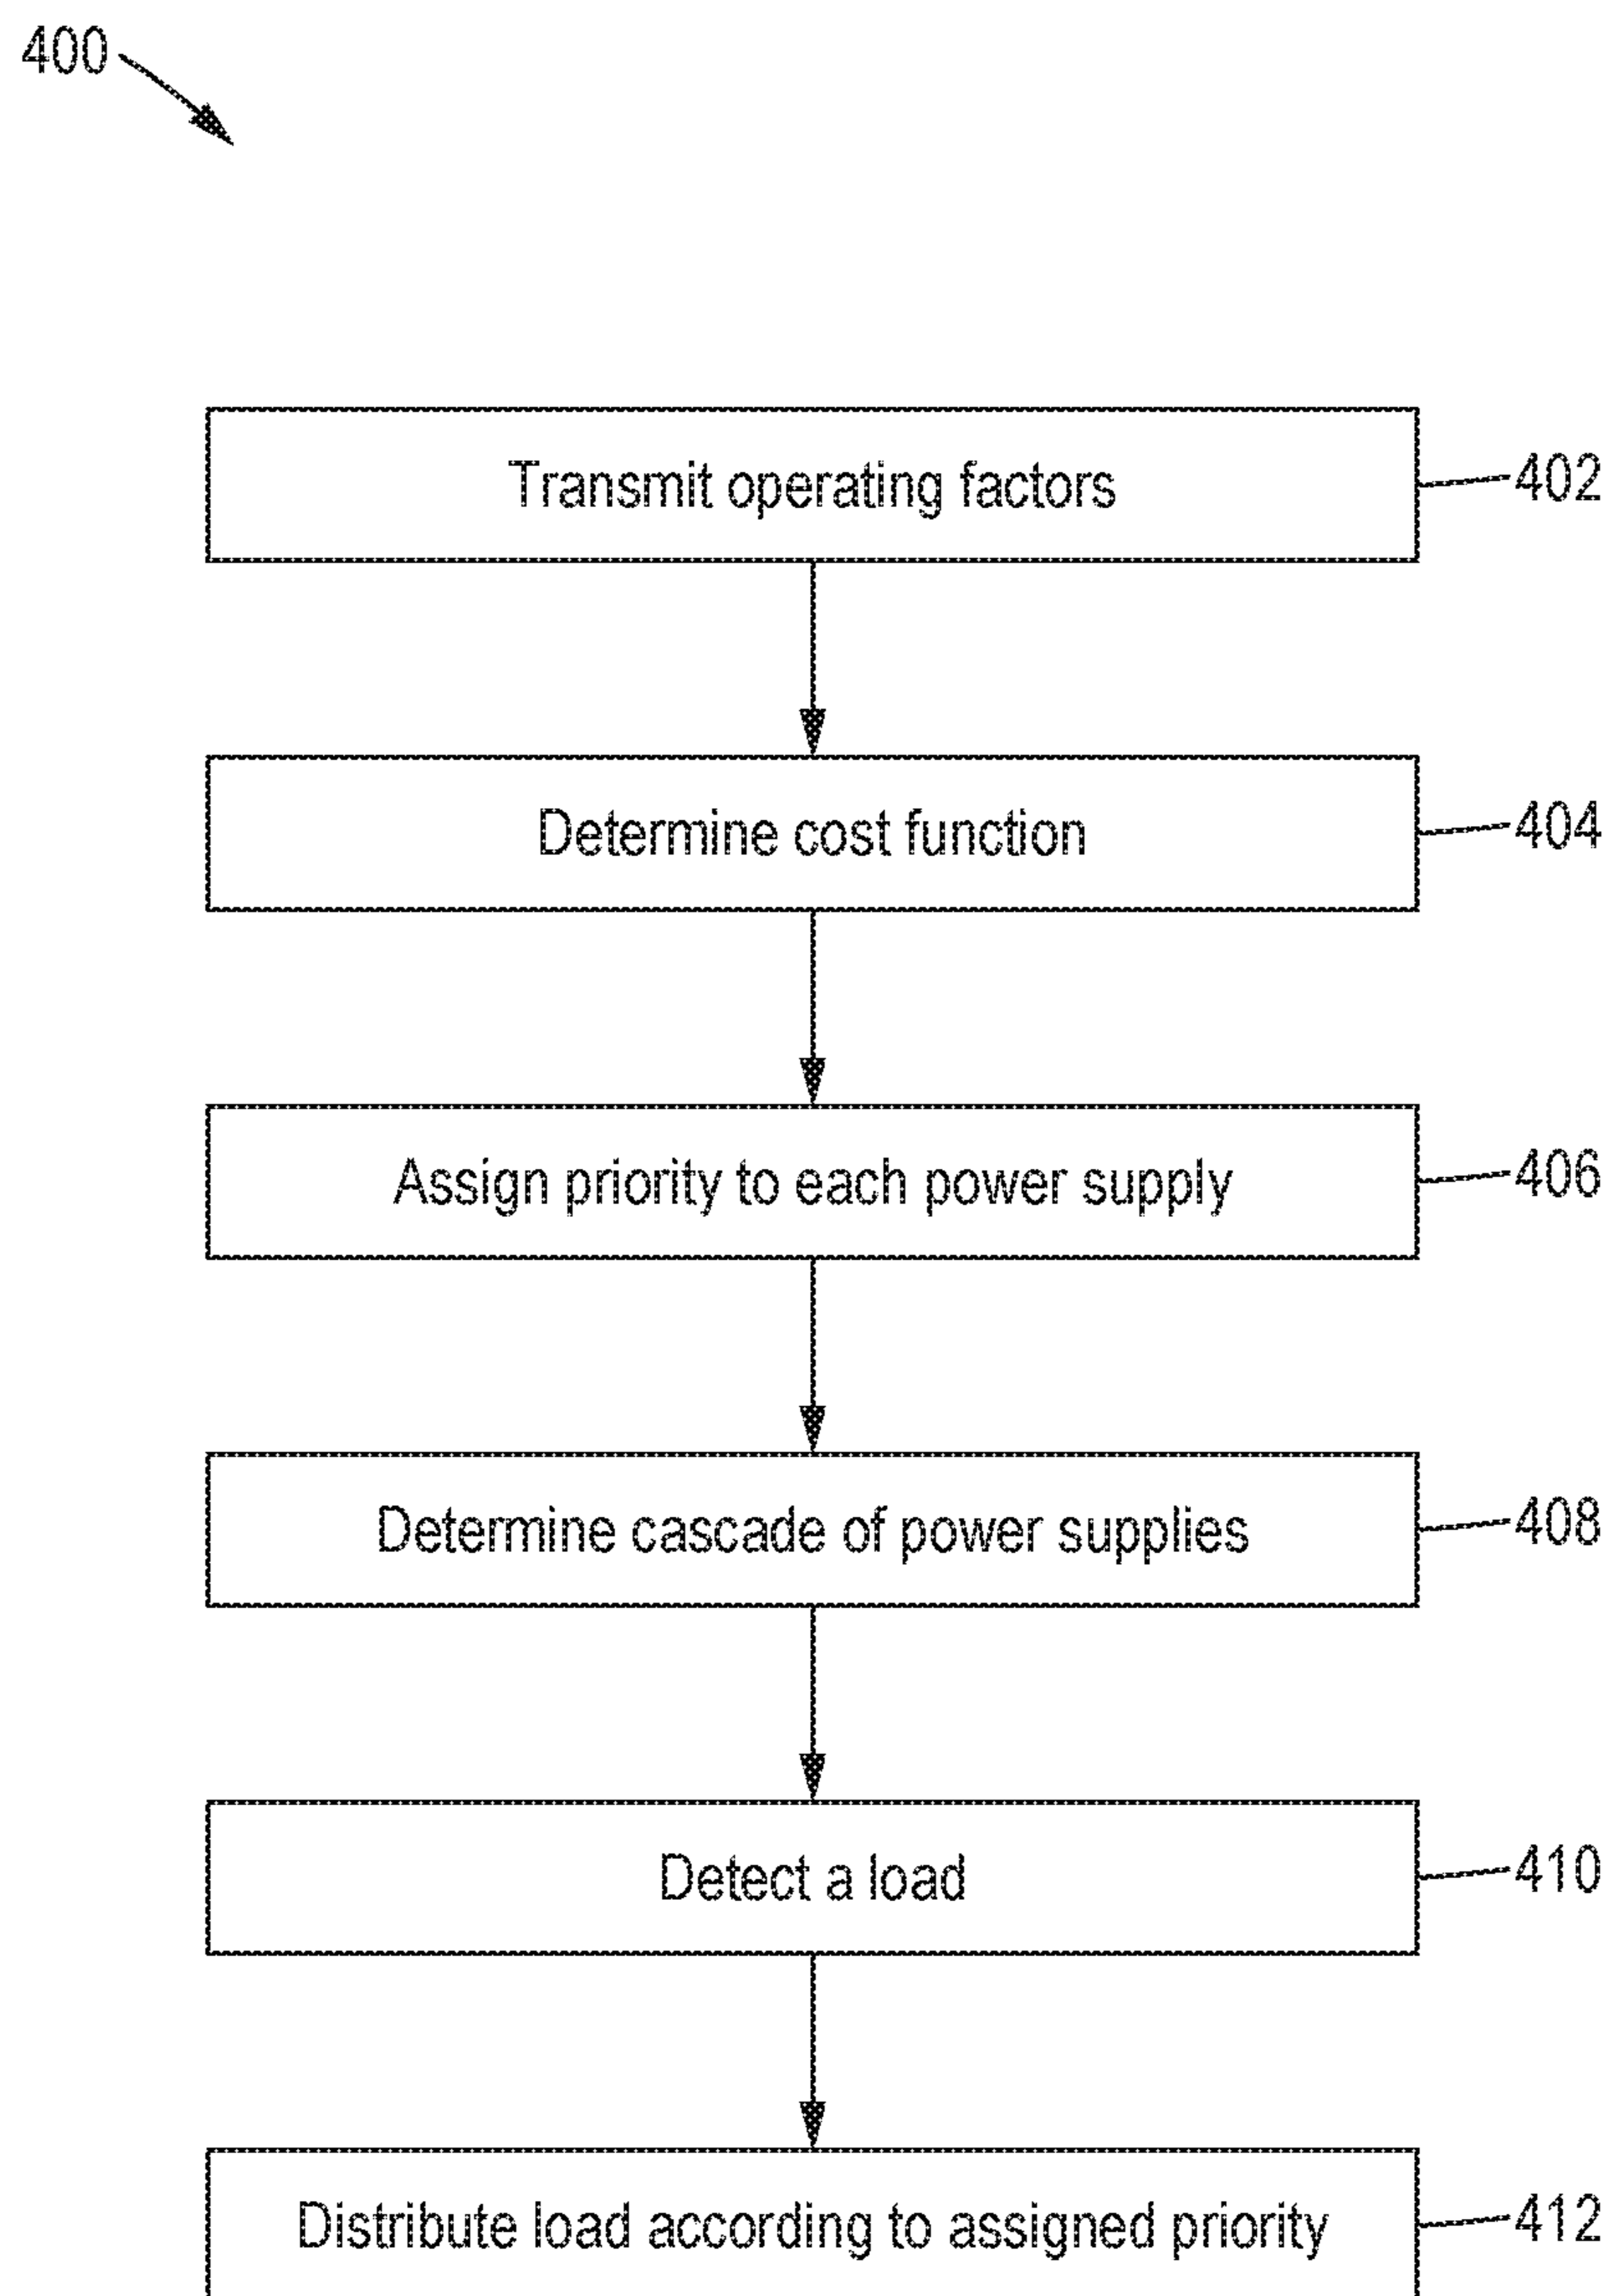 400
Transmit operating factors
402
Determine cost function
404
Assign priority to each power supply
406
Determine cascade of power supplies
408
Detect a load
410
Distribute load according to assigned priority
412